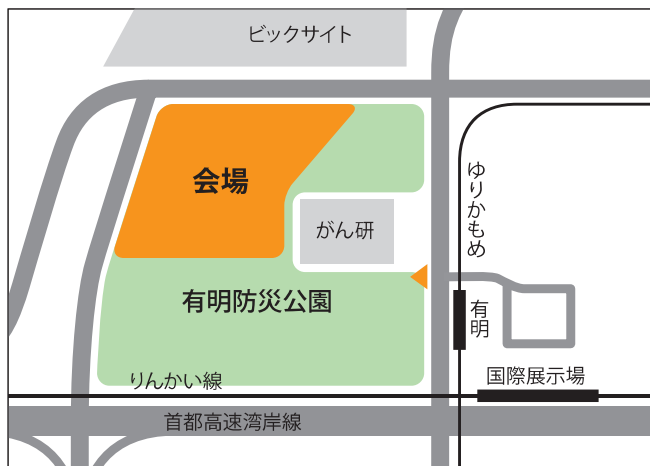 ビックサイト
会場
がん研
ゆりかもめ
有明防災公園
有明
りんかい線
国際展示場
首都高速湾岸線